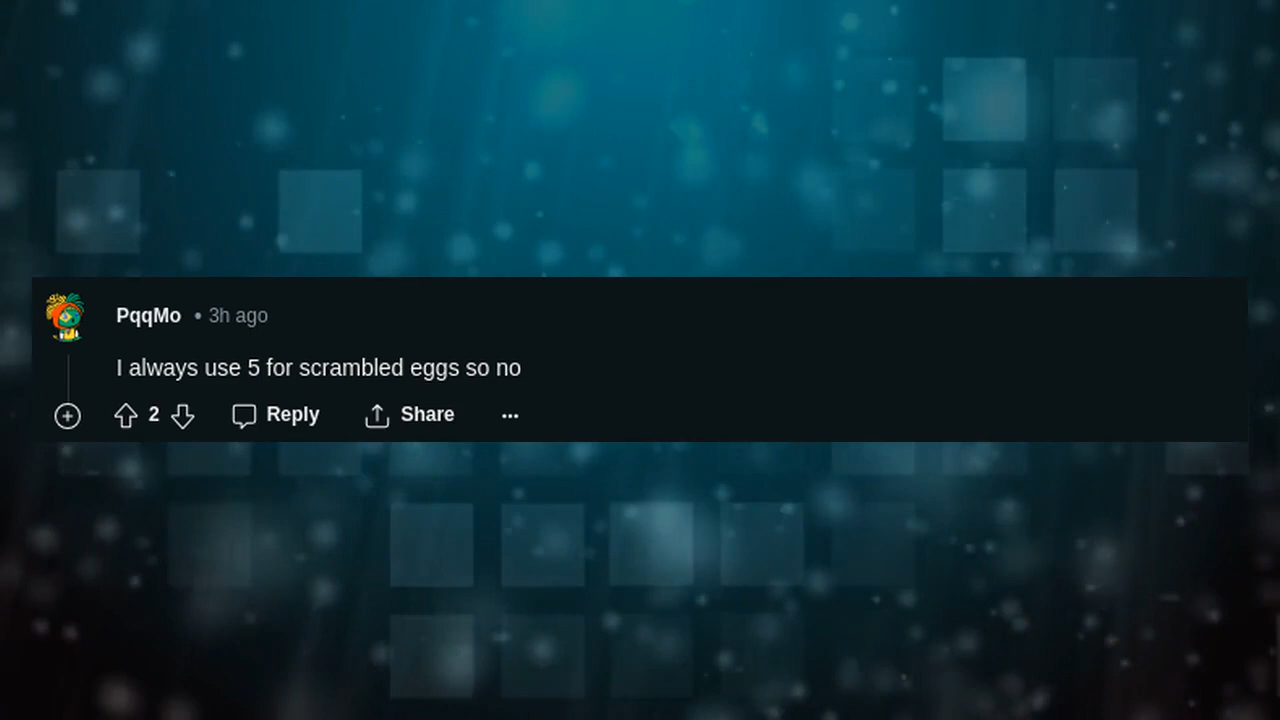 PqqMo • 3h ago
I always use 5 for scrambled eggs so no
2 Reply Share